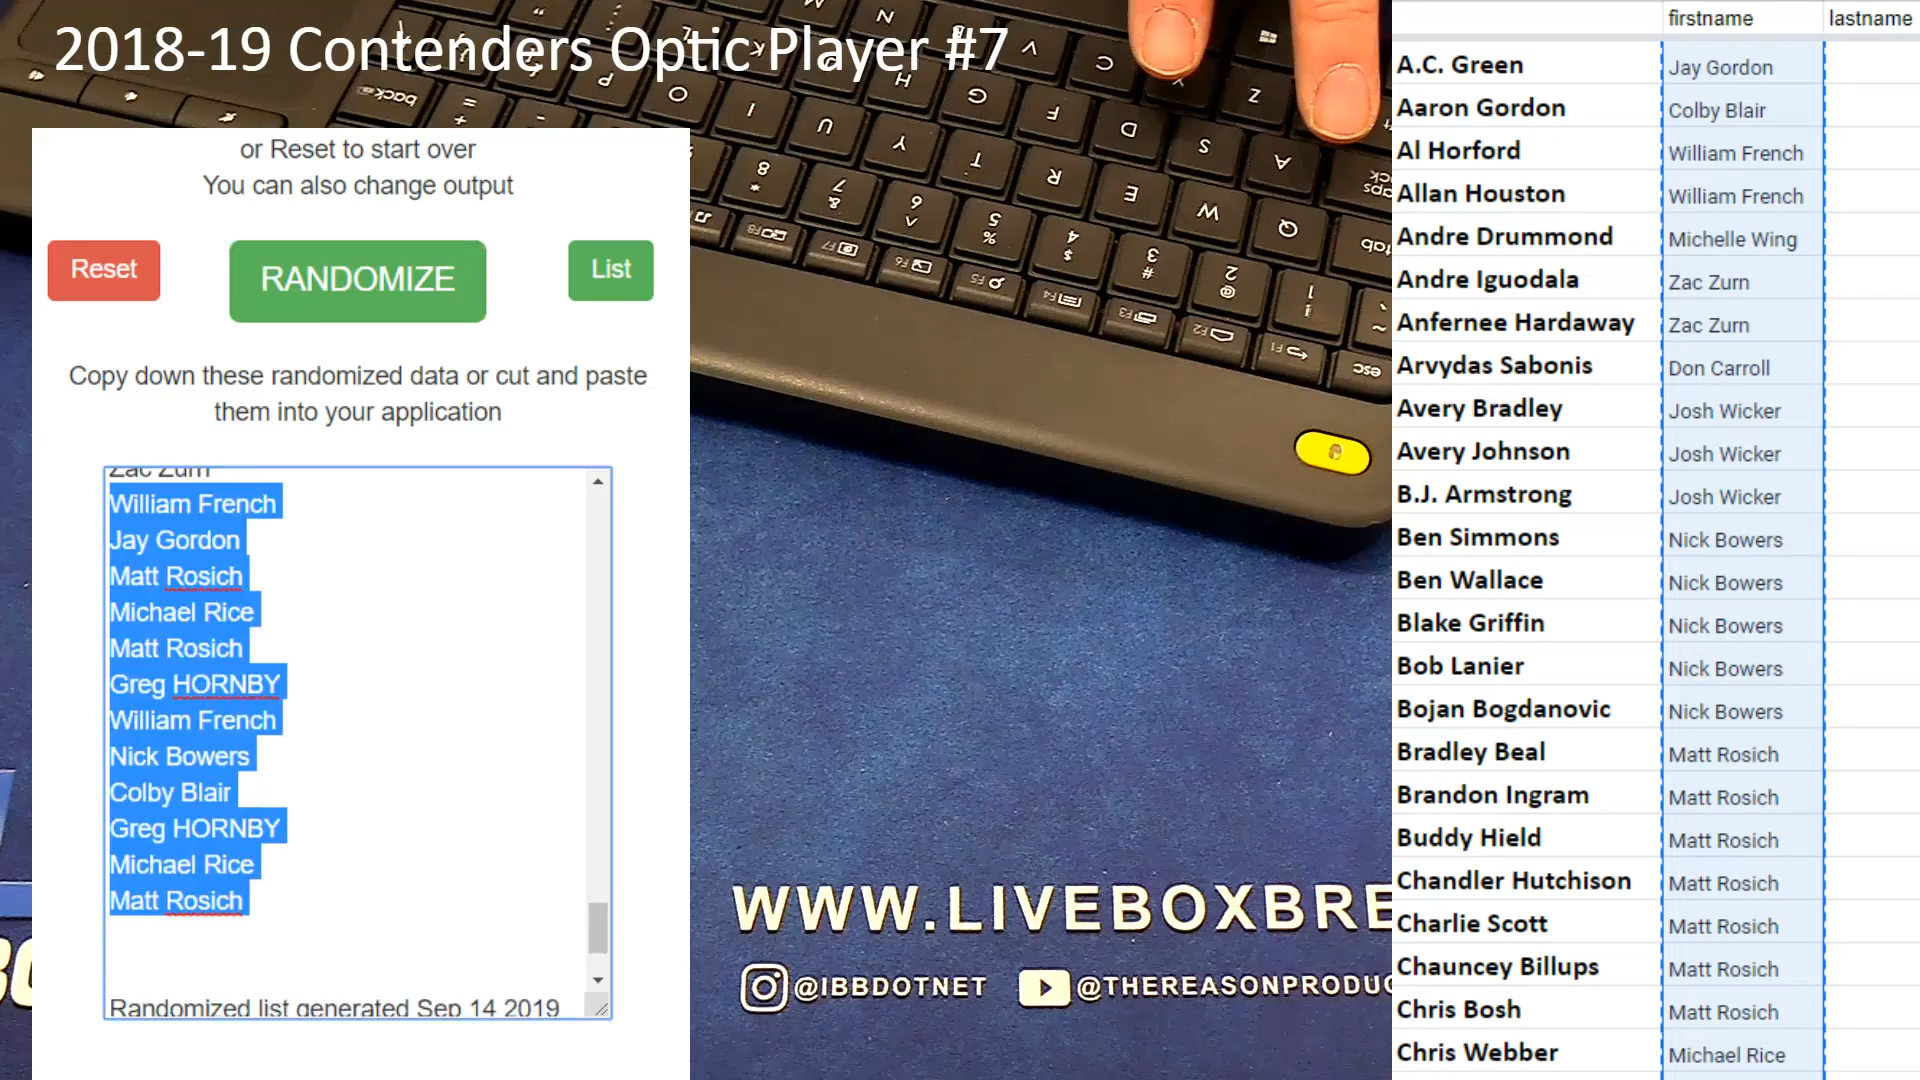 2018-19 Contenders Optic Player #7
or Reset to start over
You can also change output
Reset
RANDOMIZE
List
Copy down these randomized data or cut and paste
them into your application
Zac Zurn
William French
Jay Gordon
Matt Rosich
Michael Rice
Matt Rosich
Greg HORNBY
William French
Nick Bowers
Colby Blair
Greg HORNBY
Michael Rice
Matt Rosich
Randomized list generated Sep 14 2019
WWW.LIVEBOXBRE
@IBBDOTNET
@THEREASONPRODUC
firstname lastname
A.C. Green Jay Gordon
Aaron Gordon Colby Blair
Al Horford William French
Allan Houston William French
Andre Drummond Michelle Wing
Andre Iguodala Zac Zurn
Anfernee Hardaway Zac Zurn
Arvydas Sabonis Don Carroll
Avery Bradley Josh Wicker
Avery Johnson Josh Wicker
B.J. Armstrong Josh Wicker
Ben Simmons Nick Bowers
Ben Wallace Nick Bowers
Blake Griffin Nick Bowers
Bob Lanier Nick Bowers
Bojan Bogdanovic Nick Bowers
Bradley Beal Matt Rosich
Brandon Ingram Matt Rosich
Buddy Hield Matt Rosich
Chandler Hutchison Matt Rosich
Charlie Scott Matt Rosich
Chauncey Billups Matt Rosich
Chris Bosh Matt Rosich
Chris Webber Michael Rice